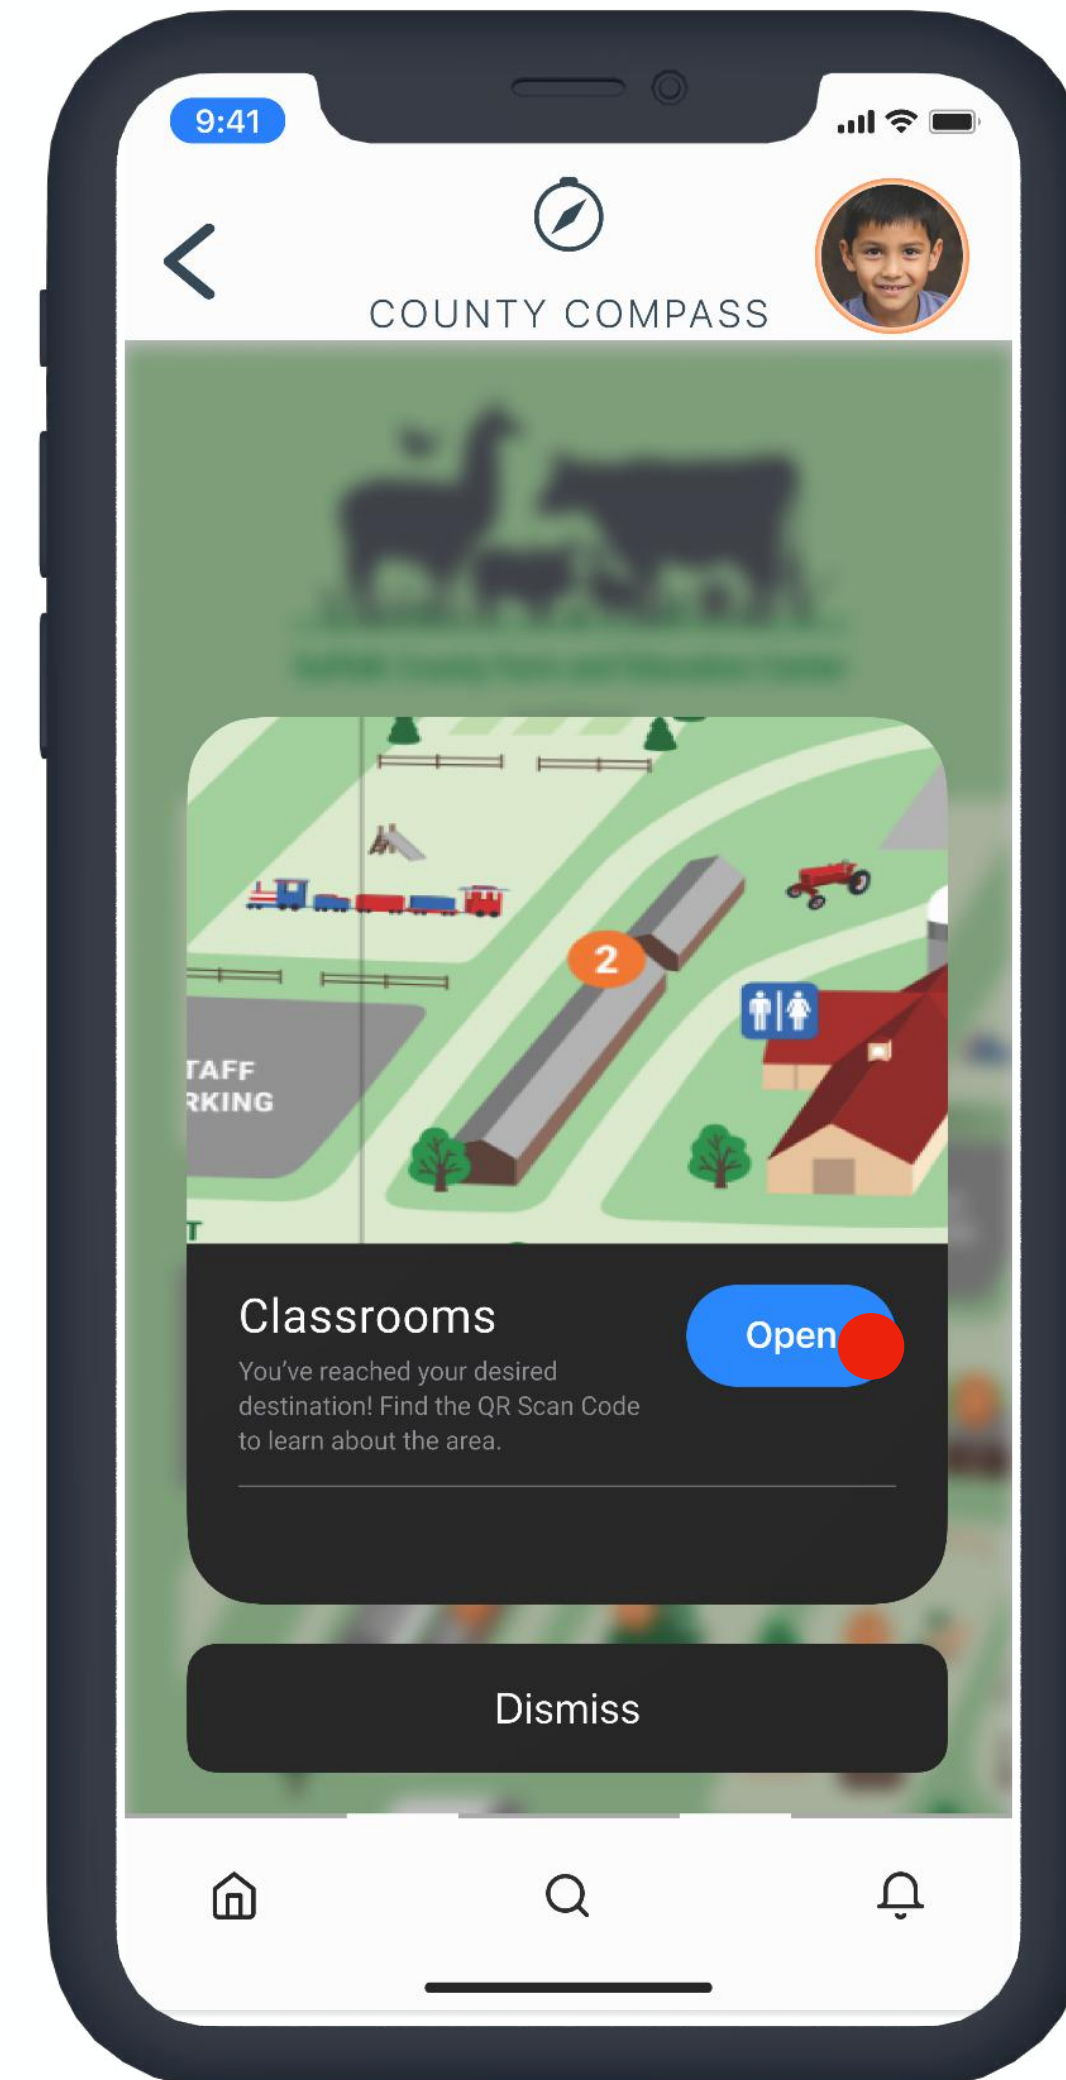 9:41
COUNTY COMPASS
2
TAFF
RKING
T
Classrooms
Open
You've reached your desired
destination! Find the QR Scan Code
to learn about the area.
Dismiss